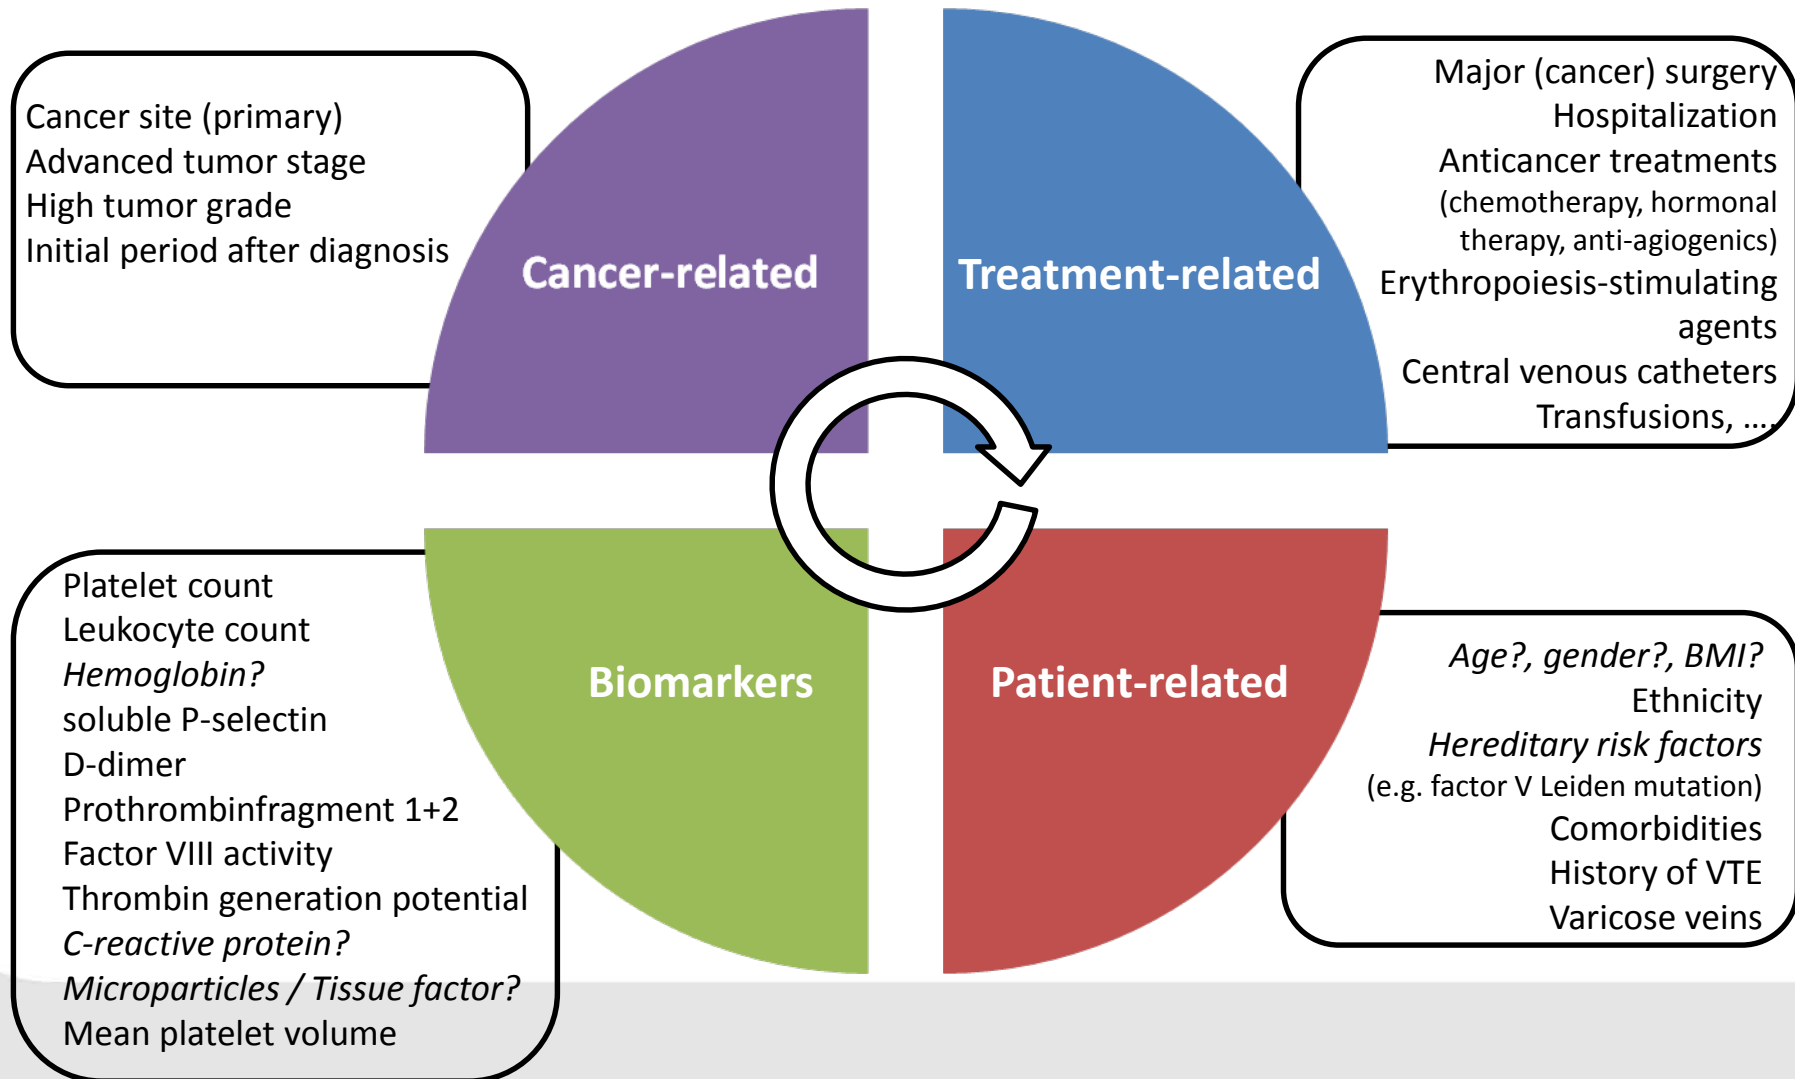 Cancer site (primary)
Advanced tumor stage
High tumor grade
Initial period after diagnosis
Cancer-related
Treatment-related
Major (cancer) surgery
Hospitalization
Anticancer treatments
(chemotherapy, hormonal
therapy, anti-agiogenics)
Erythropoiesis-stimulating
agents
Central venous catheters
Transfusions, ....
Platelet count
Leukocyte count
Hemoglobin?
soluble P-selectin
D-dimer
Prothrombinfragment 1+2
Factor VIII activity
Thrombin generation potential
C-reactive protein?
Microparticles / Tissue factor?
Mean platelet volume
Biomarkers
Patient-related
Age?, gender?, BMI?
Ethnicity
Hereditary risk factors
(e.g. factor V Leiden mutation)
Comorbidities
History of VTE
Varicose veins